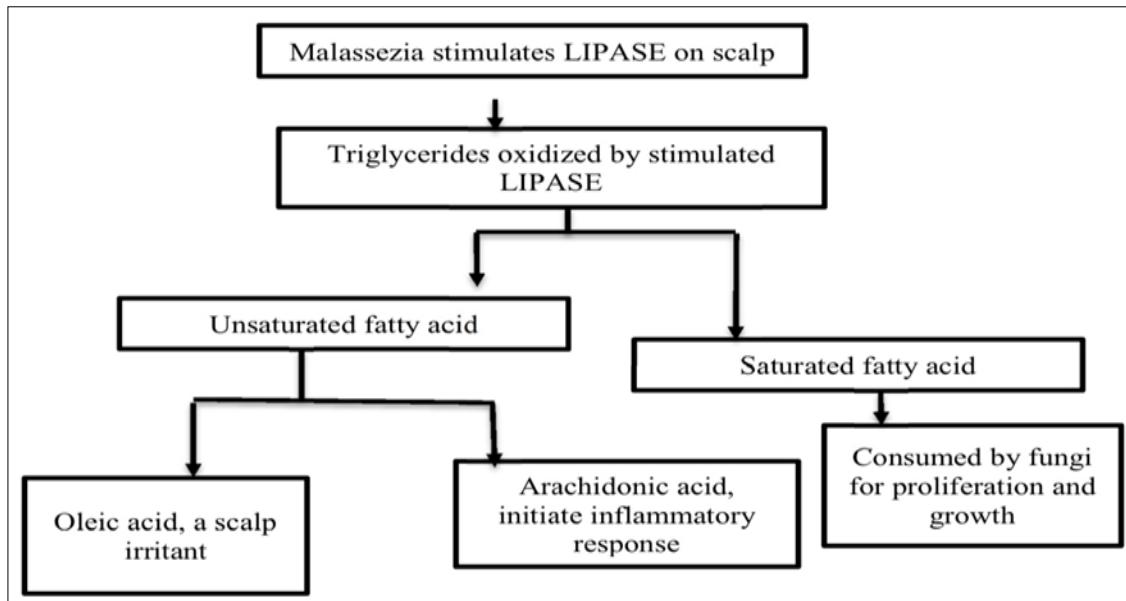 Malassezia stimulates LIPASE on scalp
Triglycerides oxidized by stimulated
LIPASE
Unsaturated fatty acid
Saturated fatty acid
Oleic acid, a scalp
irritant
Arachidonic acid,
initiate inflammatory
response
Consumed by fungi
for proliferation and
growth